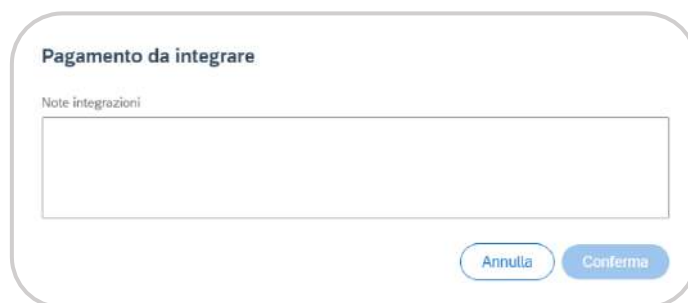 Pagamento da integrare
Note integrazioni
Annulla Conferma